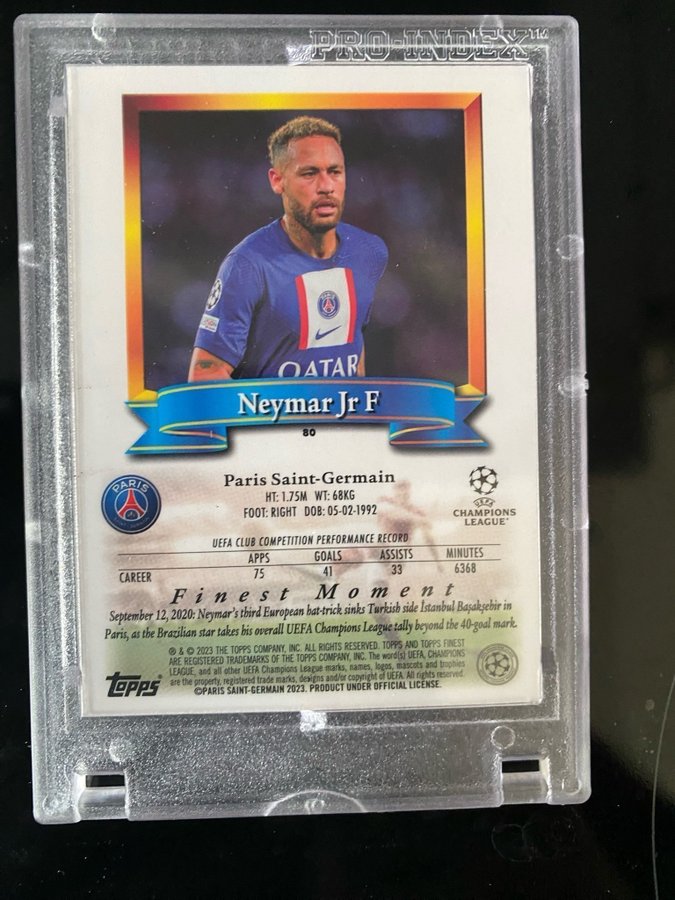 PRO-INDEX™
QATAR
Neymar Jr F
80
PARIS
Paris Saint-Germain
HT: 1.75M WT: 68KG
FOOT: RIGHT DOB: 05-02-1992
UEFA
CHAMPIONS
LEAGUE®
UEFA CLUB COMPETITION PERFORMANCE RECORD
APPS GOALS ASSISTS MINUTES
CAREER 75 41 33 6368
Finest Moment
September 12, 2020: Neymar's third European hat-trick sinks Turkish side Istanbul Başakşehir in
Paris, as the Brazilian star takes his overall UEFA Champions League tally beyond the 40-goal mark.
® & © 2023 THE TOPPS COMPANY, INC. ALL RIGHTS RESERVED. TOPPS AND TOPPS FINEST
ARE REGISTERED TRADEMARKS OF THE TOPPS COMPANY, INC. The word(s) UEFA, CHAMPIONS
LEAGUE, and all other UEFA Champions League marks, names, logos, mascots and trophies
are the property, registered trade marks, designs and/or copyright of UEFA. All rights reserved.
©PARIS SAINT-GERMAIN 2023. PRODUCT UNDER OFFICIAL LICENSE.
topps®